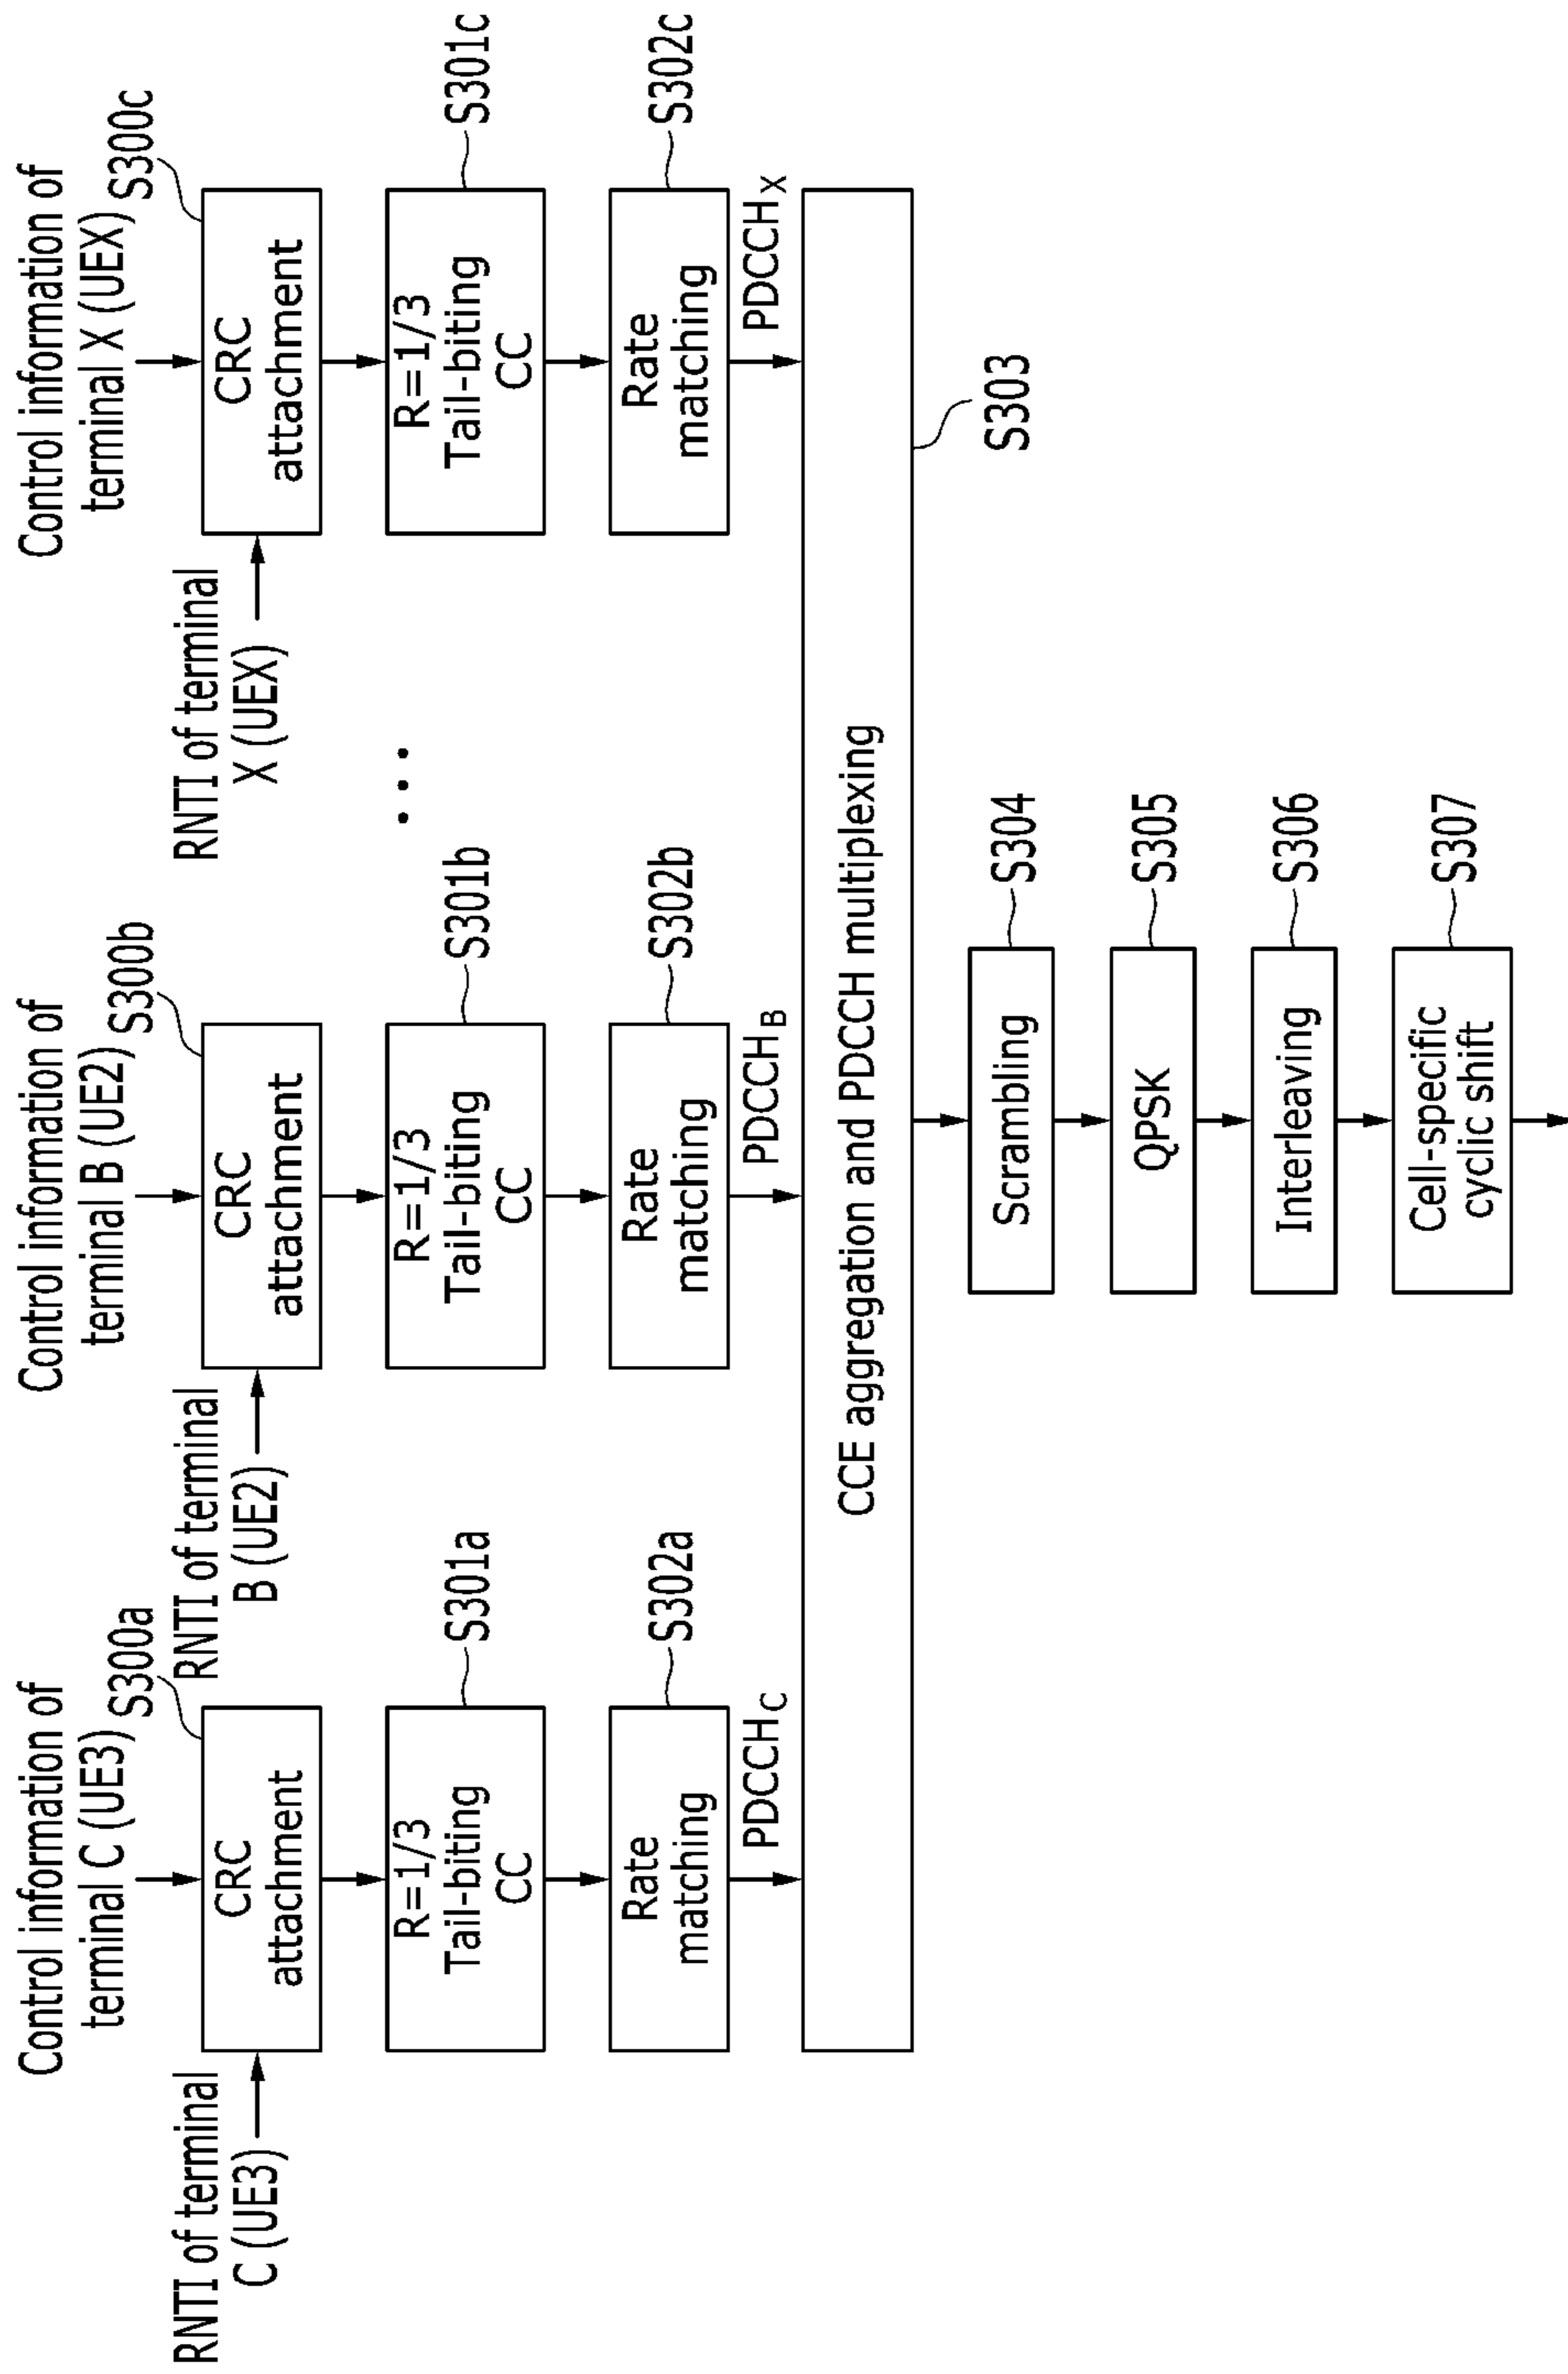 Control information of
terminal C (UE3)
S300a
RNTI of terminal
C (UE3)
CRC
attachment
R=1/3
Tail-biting
CC
S301a
Rate
matching
S302a
PDCCH C
Control information of
terminal B (UE2)
S300b
RNTI of terminal
B (UE2)
CRC
attachment
R=1/3
Tail-biting
CC
S301b
Rate
matching
S302b
PDCCH B
...
Control information of
terminal X (UEX)
S300c
RNTI of terminal
X (UEX)
CRC
attachment
R=1/3
Tail-biting
CC
S301c
Rate
matching
S302c
PDCCH X
CCE aggregation and PDCCH multiplexing
S303
Scrambling
S304
QPSK
S305
Interleaving
S306
Cell-specific
cyclic shift
S307